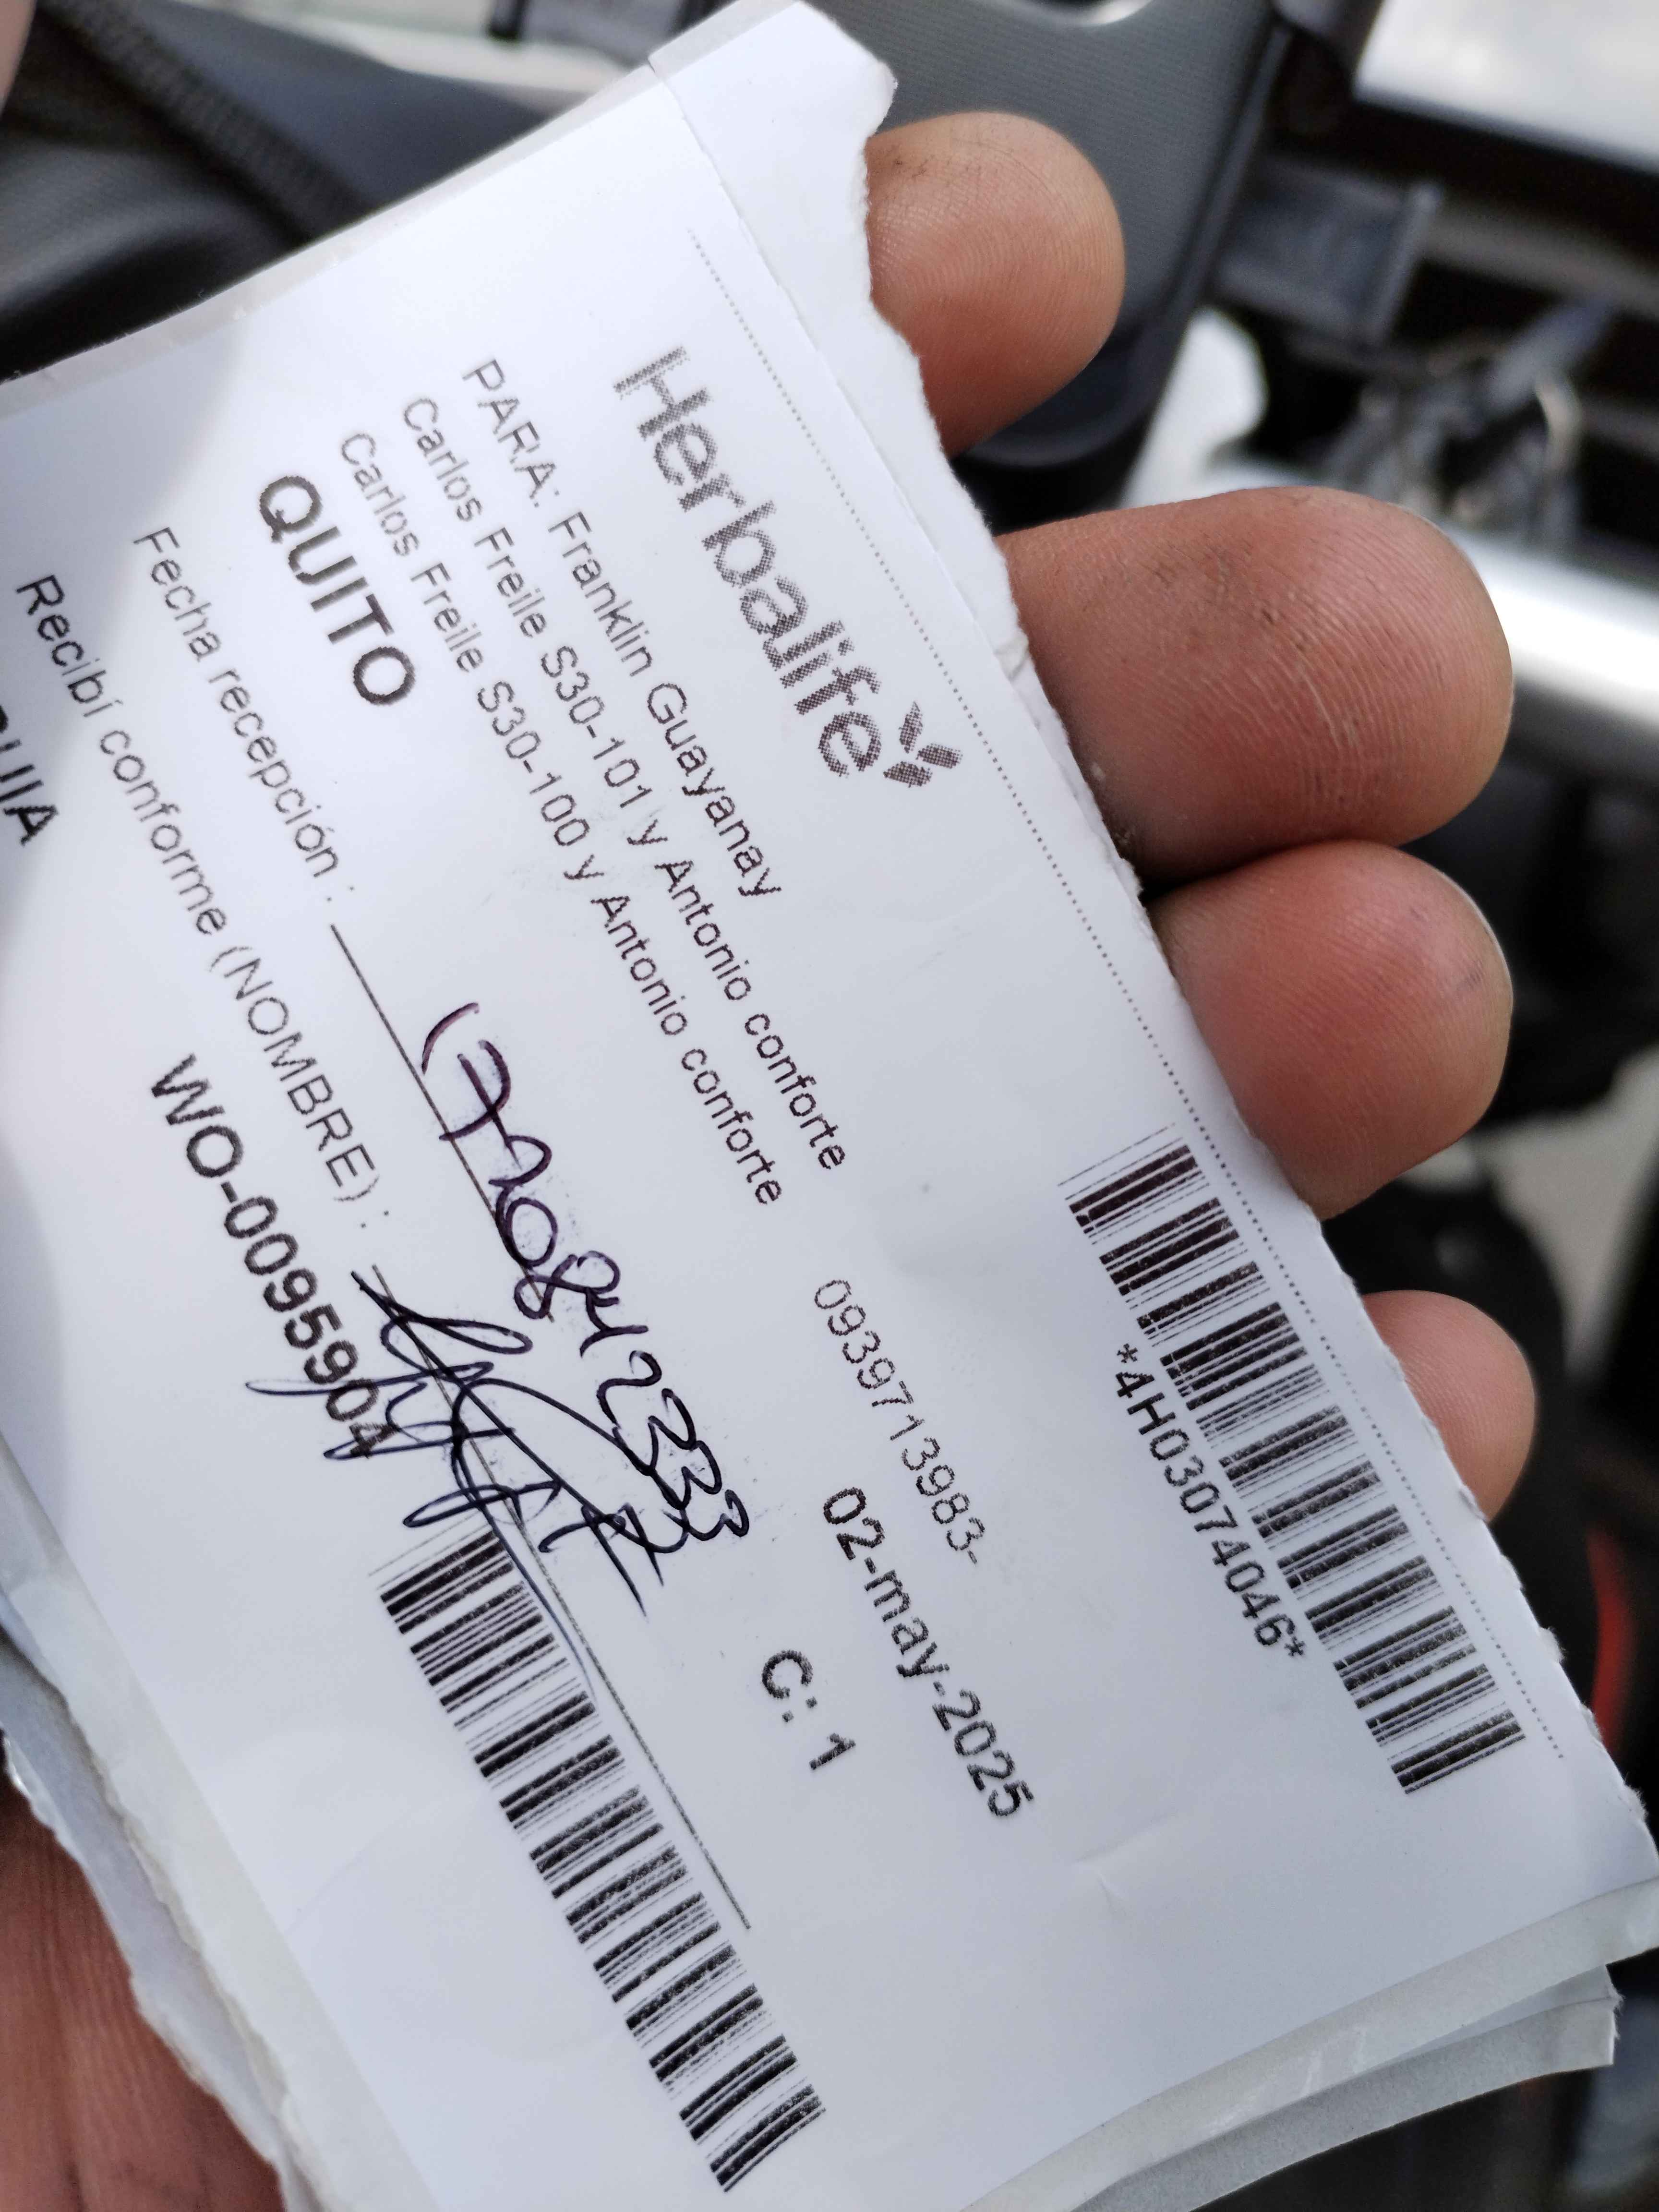 Herbalife
*4H03074046*
PARA: Franklin Guayanay
0939713983-
Carlos Freile S30-101 y Antonio conforte
Carlos Freile S30-100 y Antonio conforte
02-may-2025
QUITO
C: 1
Fecha recepción :
Recibí conforme (NOMBRE) :
WO-0095904